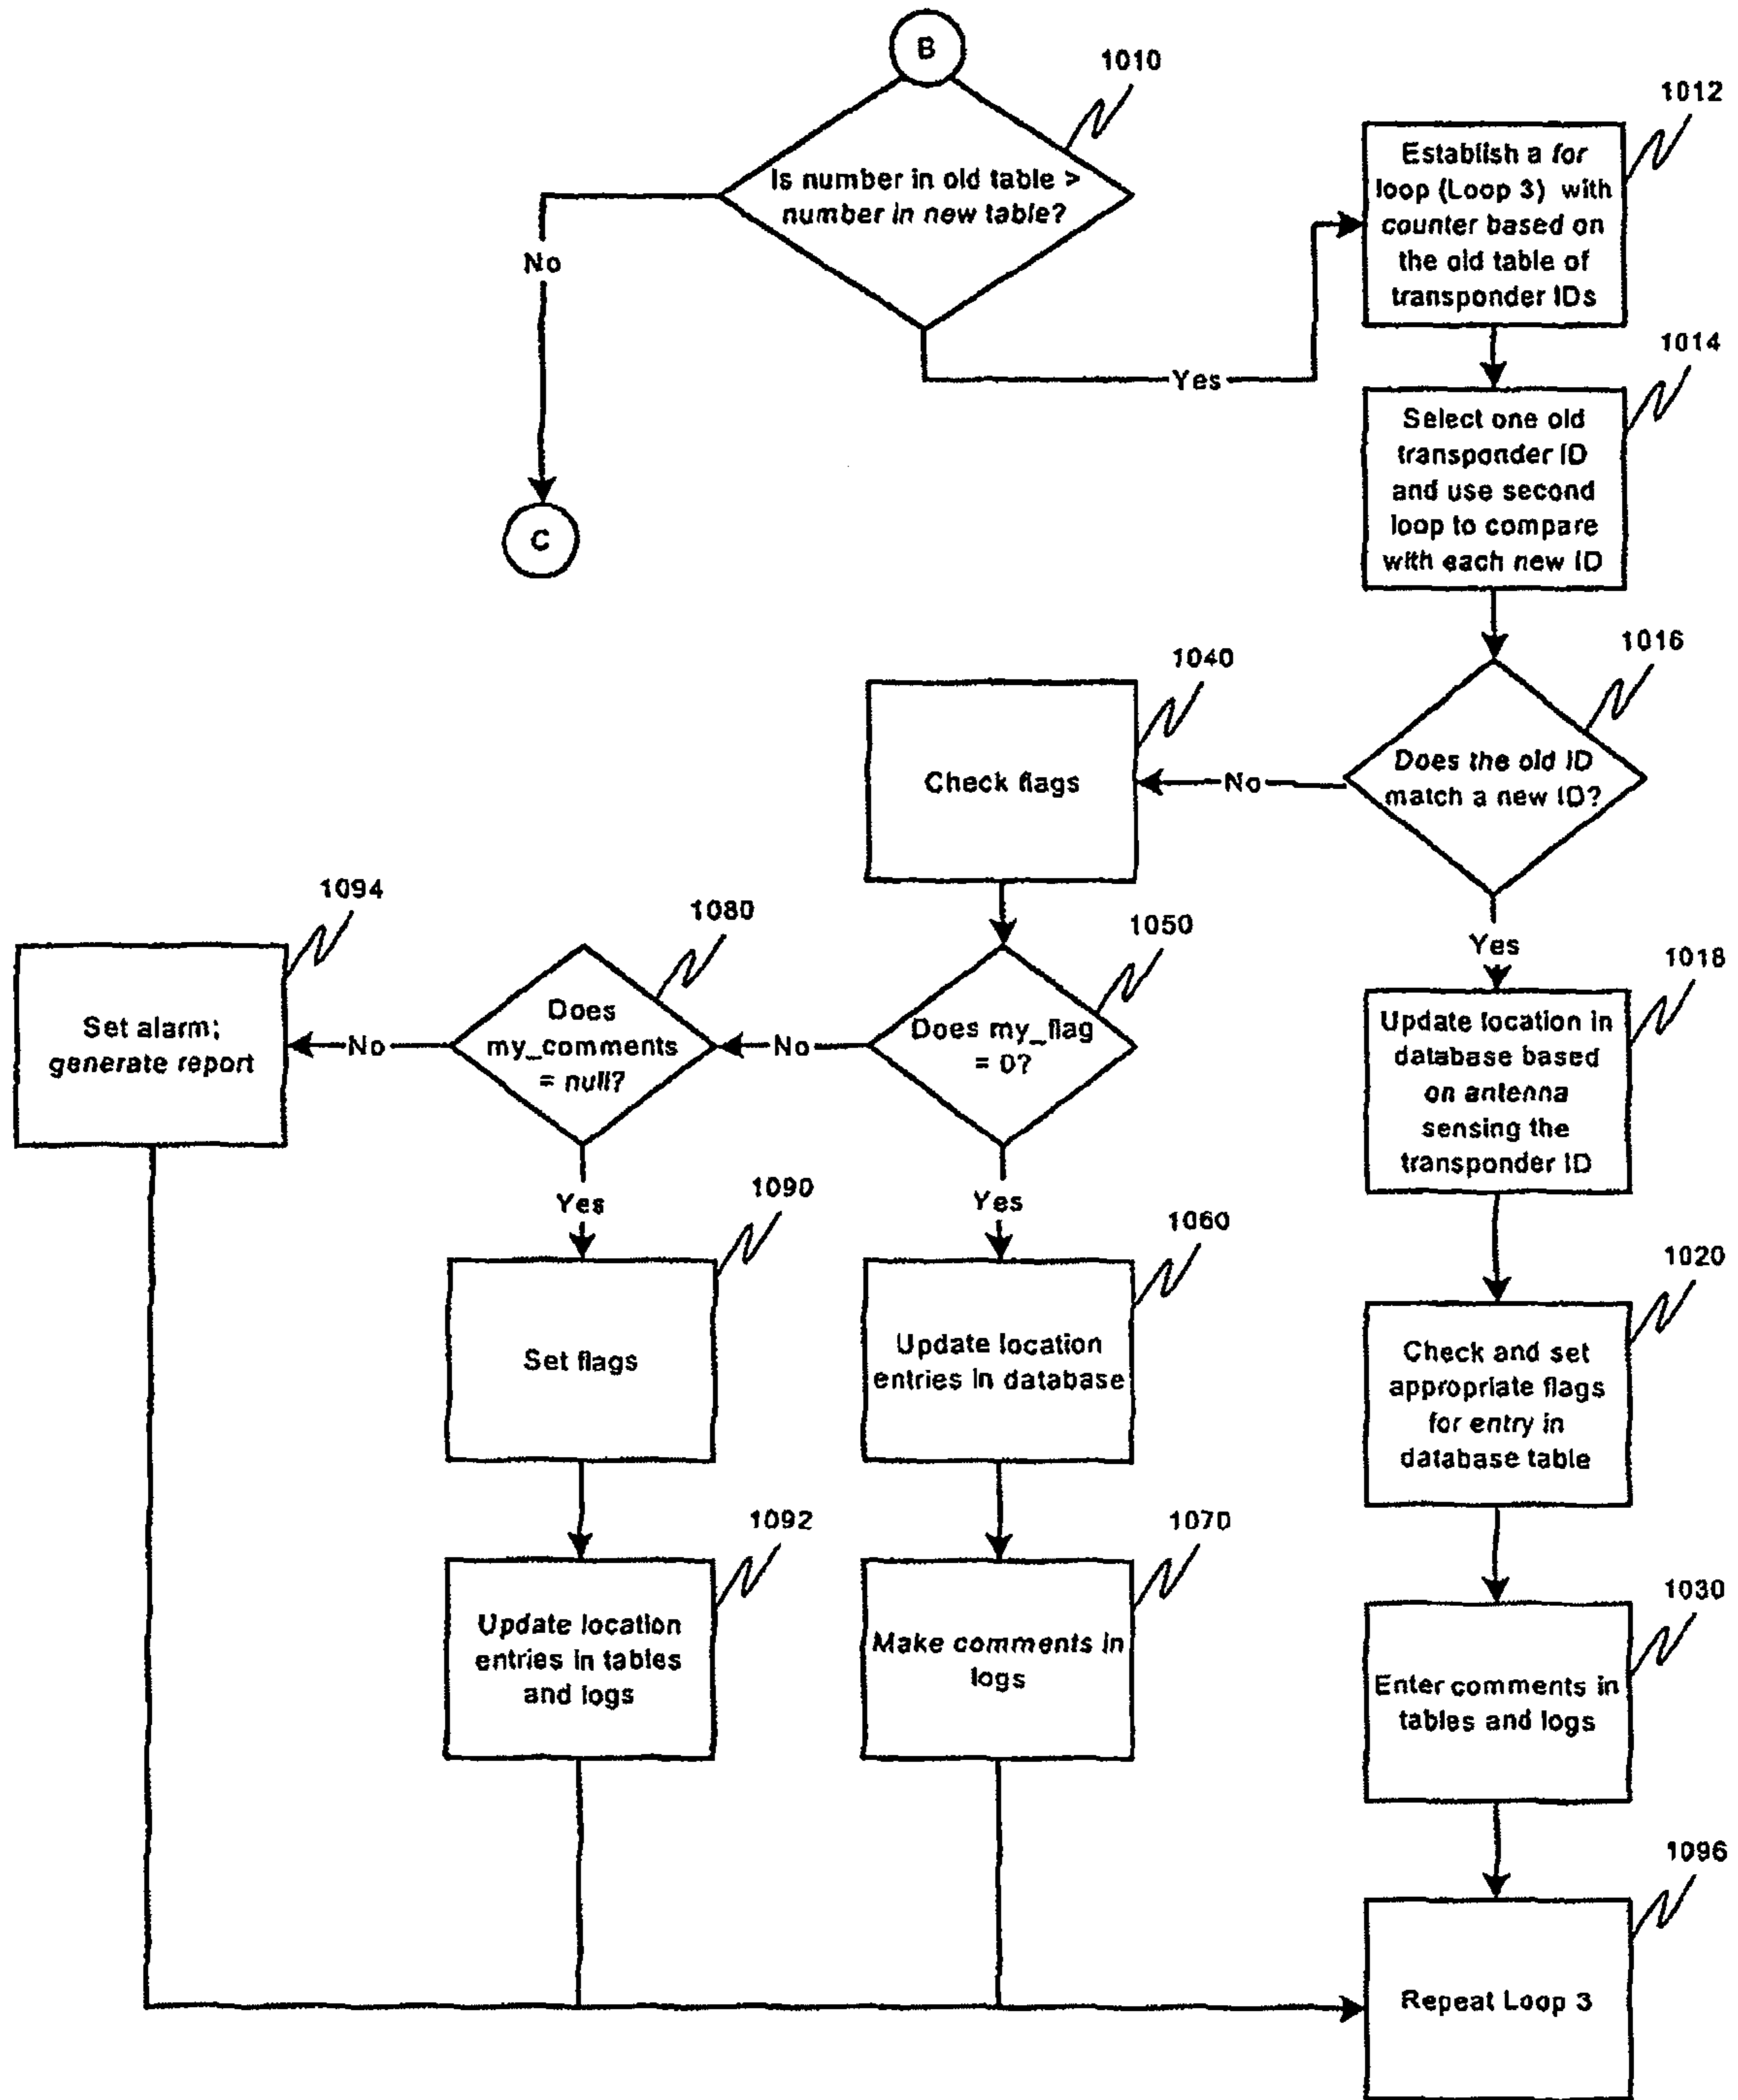 B
1010
Is number in old table >
number in new table?
No
Yes
C
1012
Establish a for
loop (Loop 3) with
counter based on
the old table of
transponder IDs
1014
Select one old
transponder ID
and use second
loop to compare
with each new ID
1016
Does the old ID
match a new ID?
No
Yes
1040
Check flags
1050
Does my_flag
= 0?
No
Yes
1080
Does
my_comments
= null?
No
Yes
1094
Set alarm;
generate report
1018
Update location in
database based
on antenna
sensing the
transponder ID
1090
Set flags
1060
Update location
entries in database
1020
Check and set
appropriate flags
for entry in
database table
1092
Update location
entries in tables
and logs
1070
Make comments in
logs
1030
Enter comments in
tables and logs
1096
Repeat Loop 3